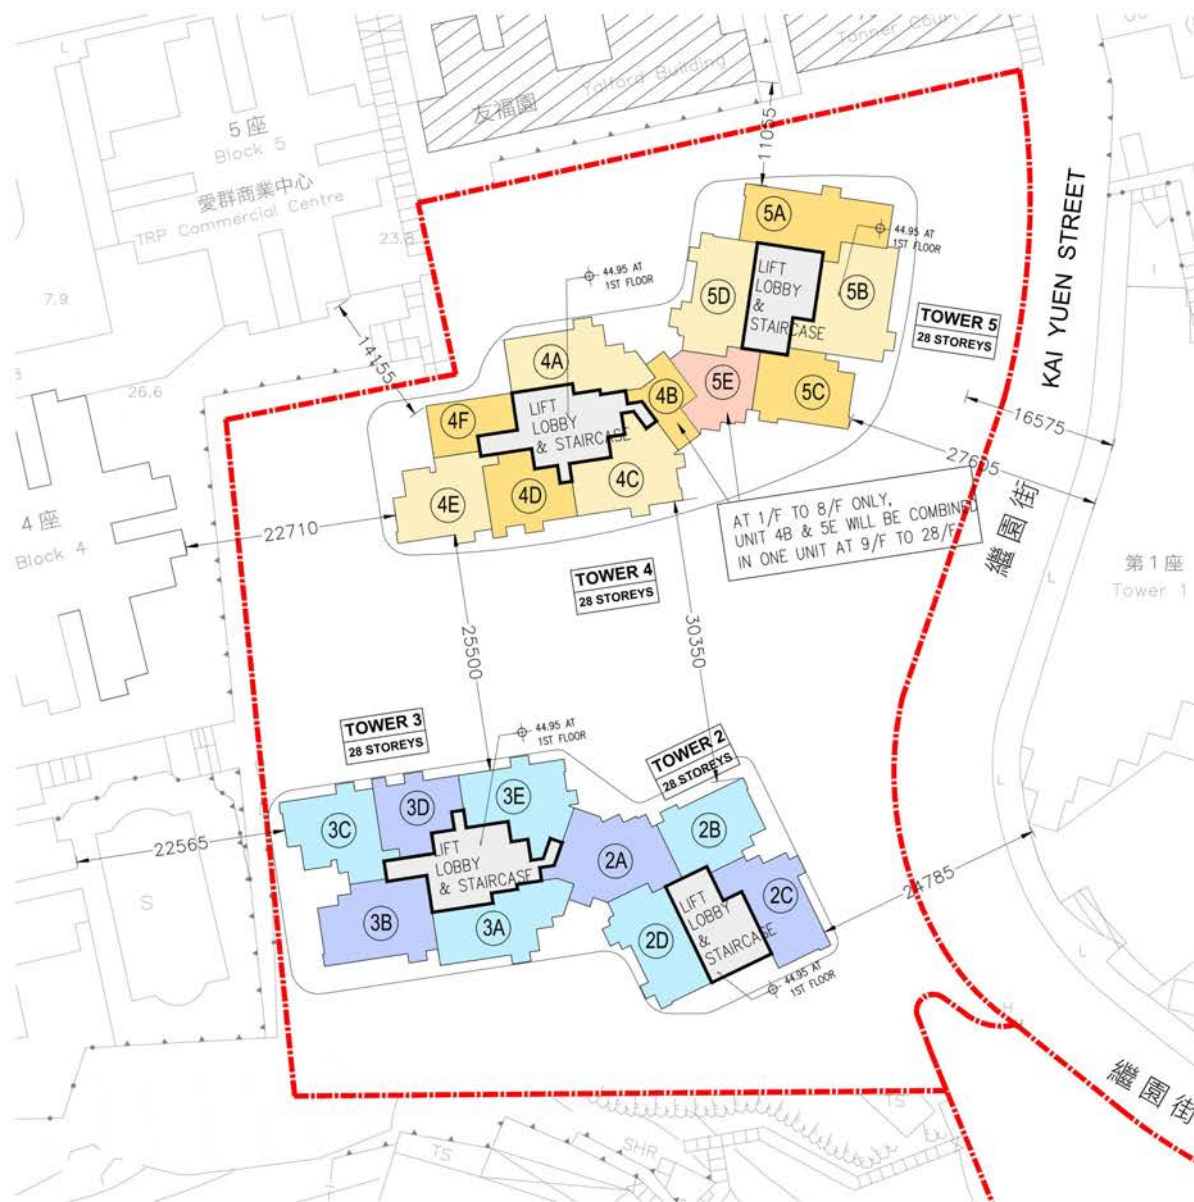 Tanner Court
Yalford Building
友福園
5座
Block 5
愛群商業中心
TRP Commercial Centre
23.8
7.9
26.6
11055
14155
KAI YUEN STREET
5A
44.95 AT
1ST FLOOR
LIFT
LOBBY
&
STAIRCASE
5D
5B
5E
5C
TOWER 5
28 STOREYS
44.95 AT
1ST FLOOR
4A
4B
4F
LIFT
LOBBY
& STAIRCASE
4E
4D
4C
16575
27605
AT 1/F TO 8/F ONLY,
UNIT 4B & 5E WILL BE COMBINED
IN ONE UNIT AT 9/F TO 28/F
繼園街
4座
Block 4
22710
TOWER 4
28 STOREYS
第1座
Tower 1
25500
30350
TOWER 3
28 STOREYS
44.95 AT
1ST FLOOR
TOWER 2
28 STOREYS
3C
3D
3E
LIFT
LOBBY
& STAIRCASE
3B
3A
2A
2B
2C
2D
LIFT
LOBBY
&
STAIRCASE
44.95 AT
1ST FLOOR
22565
24785
S
繼園街
TS
SHR
TS